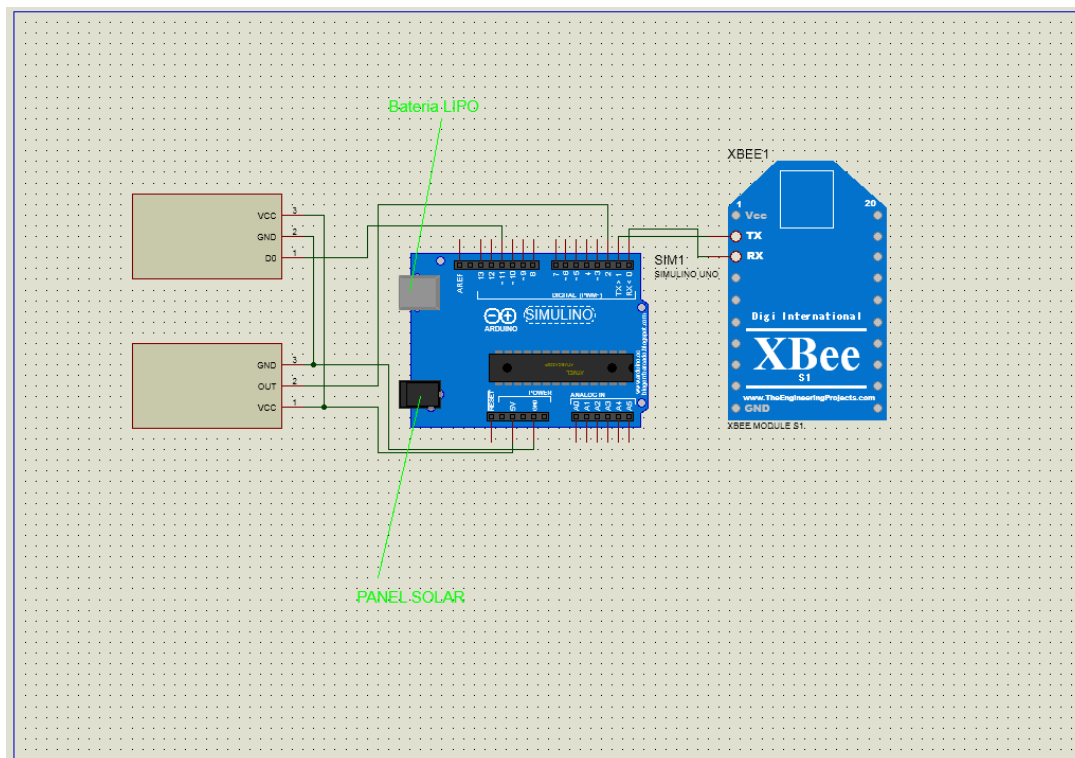 Bateria LIPO
XBEE1
VCC 3
GND 2
D0 1
GND 3
OUT 2
VCC 1
PANEL SOLAR
AREF
13
12
~11
~10
~9
8
7
~6
~5
4
~3
2
TX > 1
RX < 0
DIGITAL (PWM~)
ARDUINO
SIMULINO
SIM1
SIMULINO UNO
ATMEL
RESET
5V
GND
POWER
ANALOG IN
A0
A1
A2
A3
A4
A5
1
20
Vcc
TX
RX
Digi International
XBee
S1
www.TheEngineeringProjects.com
GND
XBEE MODULE S1.